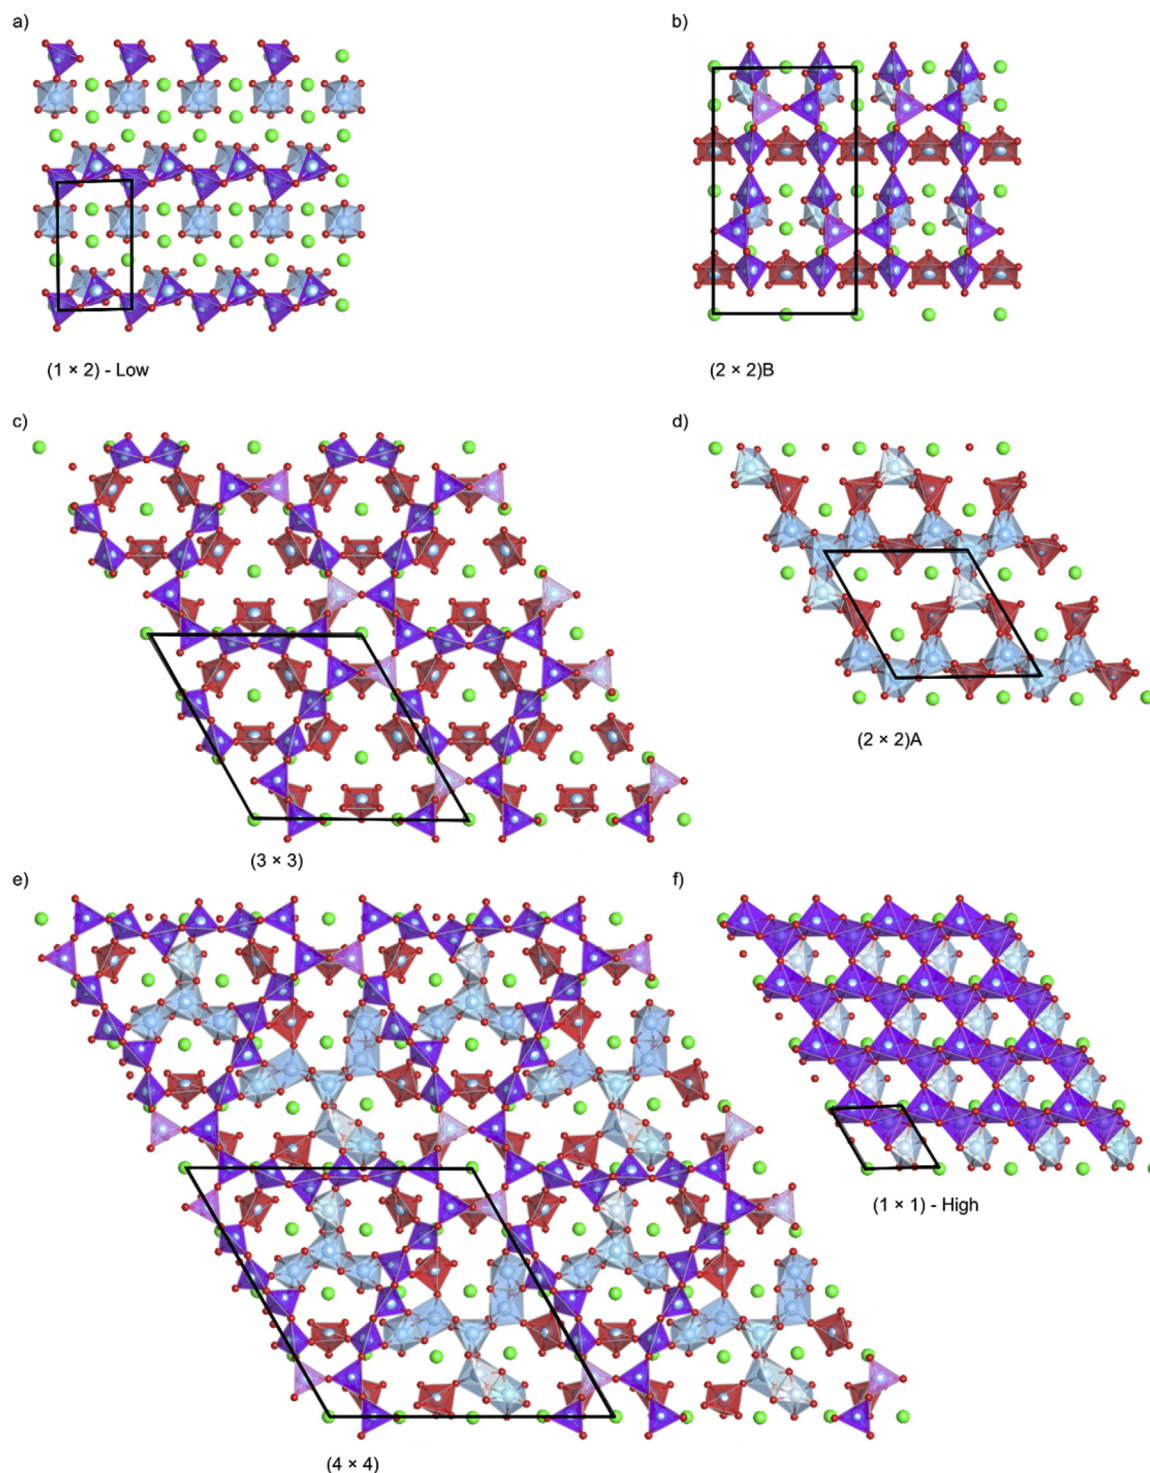 a)
b)
(1 × 2) - Low
(2 × 2)B
c)
d)
(2 × 2)A
(3 × 3)
e)
f)
(1 × 1) - High
(4 × 4)